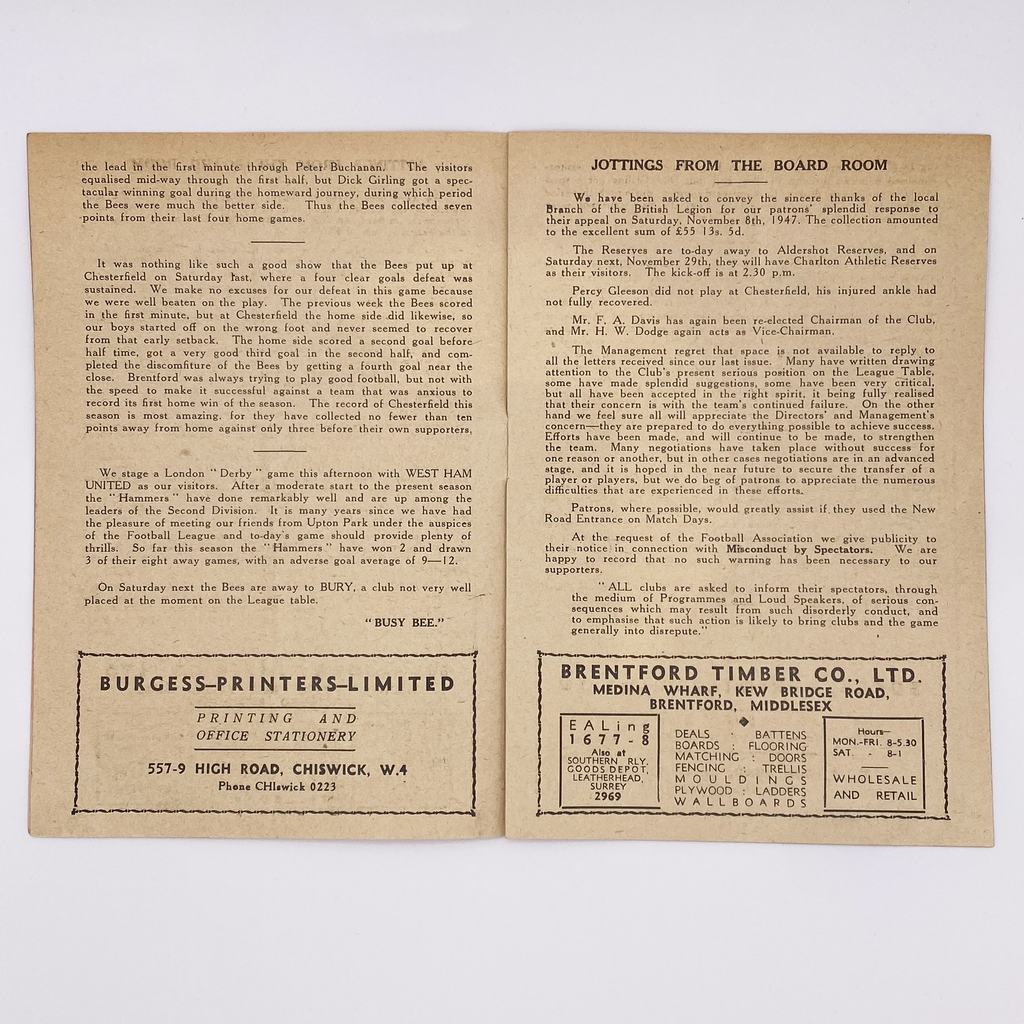 the lead in the first minute through Peter Buchanan. The visitors
equalised mid-way through the first half, but Dick Girling got a spec-
tacular winning goal during the homeward journey, during which period
the Bees were much the better side. Thus the Bees collected seven
points from their last four home games.
It was nothing like such a good show that the Bees put up at
Chesterfield on Saturday last, where a four clear goals defeat was
sustained. We make no excuses for our defeat in this game because
we were well beaten on the play. The previous week the Bees scored
in the first minute, but at Chesterfield the home side did likewise, so
our boys started off on the wrong foot and never seemed to recover
from that early setback. The home side scored a second goal before
half time, got a very good third goal in the second half, and com-
pleted the discomfiture of the Bees by getting a fourth goal near the
close. Brentford was always trying to play good football, but not with
the speed to make it successful against a team that was anxious to
record its first home win of the season. The record of Chesterfield this
season is most amazing, for they have collected no fewer than ten
points away from home against only three before their own supporters,
We stage a London "Derby" game this afternoon with WEST HAM
UNITED as our visitors. After a moderate start to the present season
the "Hammers" have done remarkably well and are up among the
leaders of the Second Division. It is many years since we have had
the pleasure of meeting our friends from Upton Park under the auspices
of the Football League and to-day's game should provide plenty of
thrills. So far this season the "Hammers" have won 2 and drawn
3 of their eight away games, with an adverse goal average of 9—12.
On Saturday next the Bees are away to BURY, a club not very well
placed at the moment on the League table.
"BUSY BEE."
BURGESS-PRINTERS-LIMITED
PRINTING AND
OFFICE STATIONERY
557-9 HIGH ROAD, CHISWICK, W.4
Phone CHIswick 0223
JOTTINGS FROM THE BOARD ROOM
We have been asked to convey the sincere thanks of the local
Branch of the British Legion for our patrons' splendid response to
their appeal on Saturday, November 8th, 1947. The collection amounted
to the excellent sum of £55 13s. 5d.
The Reserves are to-day away to Aldershot Reserves, and on
Saturday next, November 29th, they will have Charlton Athletic Reserves
as their visitors. The kick-off is at 2.30 p.m.
Percy Gleeson did not play at Chesterfield, his injured ankle had
not fully recovered.
Mr. F. A. Davis has again been re-elected Chairman of the Club,
and Mr. H. W. Dodge again acts as Vice-Chairman.
The Management regret that space is not available to reply to
all the letters received since our last issue. Many have written drawing
attention to the Club's present serious position on the League Table,
some have made splendid suggestions, some have been very critical,
but all have been accepted in the right spirit, it being fully realised
that their concern is with the team's continued failure. On the other
hand we feel sure all will appreciate the Directors' and Management's
concern—they are prepared to do everything possible to achieve success.
Efforts have been made, and will continue to be made, to strengthen
the team. Many negotiations have taken place without success for
one reason or another, but in other cases negotiations are in an advanced
stage, and it is hoped in the near future to secure the transfer of a
player or players, but we do beg of patrons to appreciate the numerous
difficulties that are experienced in these efforts.
Patrons, where possible, would greatly assist if they used the New
Road Entrance on Match Days.
At the request of the Football Association we give publicity to
their notice in connection with Misconduct by Spectators. We are
happy to record that no such warning has been necessary to our
supporters.
"ALL clubs are asked to inform their spectators, through
the medium of Programmes and Loud Speakers, of serious con-
sequences which may result from such disorderly conduct, and
to emphasise that such action is likely to bring clubs and the game
generally into disrepute."
BRENTFORD TIMBER CO., LTD.
MEDINA WHARF, KEW BRIDGE ROAD,
BRENTFORD, MIDDLESEX
EALing
1677-8
Also at
SOUTHERN RLY.
GOODS DEPOT,
LEATHERHEAD,
SURREY
2969
DEALS : BATTENS
BOARDS : FLOORING
MATCHING : DOORS
FENCING : TRELLIS
MOULDINGS
PLYWOOD : LADDERS
WALLBOARDS
Hours—
MON.-FRI. 8-5.30
SAT. - 8-1
WHOLESALE
AND RETAIL